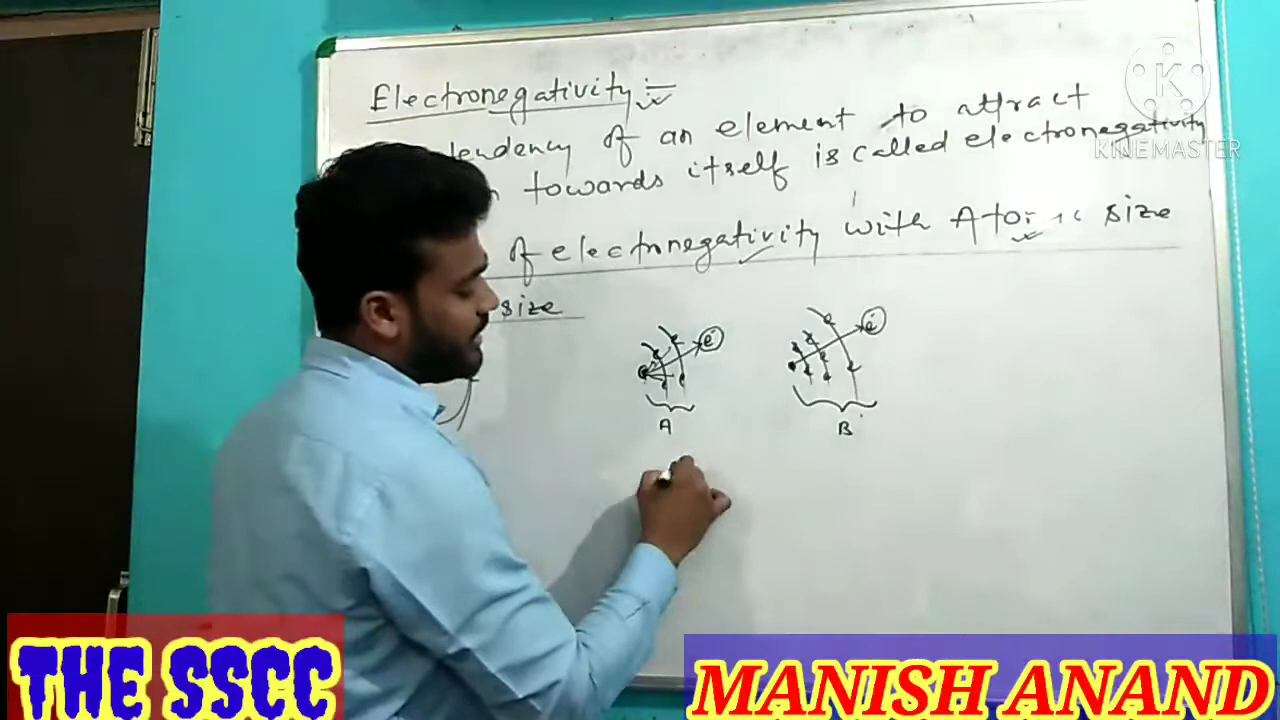 Electronegativity :-
tendency of an element to attract
towards itself is called electronegativity
of electronegativity with Atomic size
size
e⁻ e⁻
A B
K
KINEMASTER
THE SSCC
MANISH ANAND